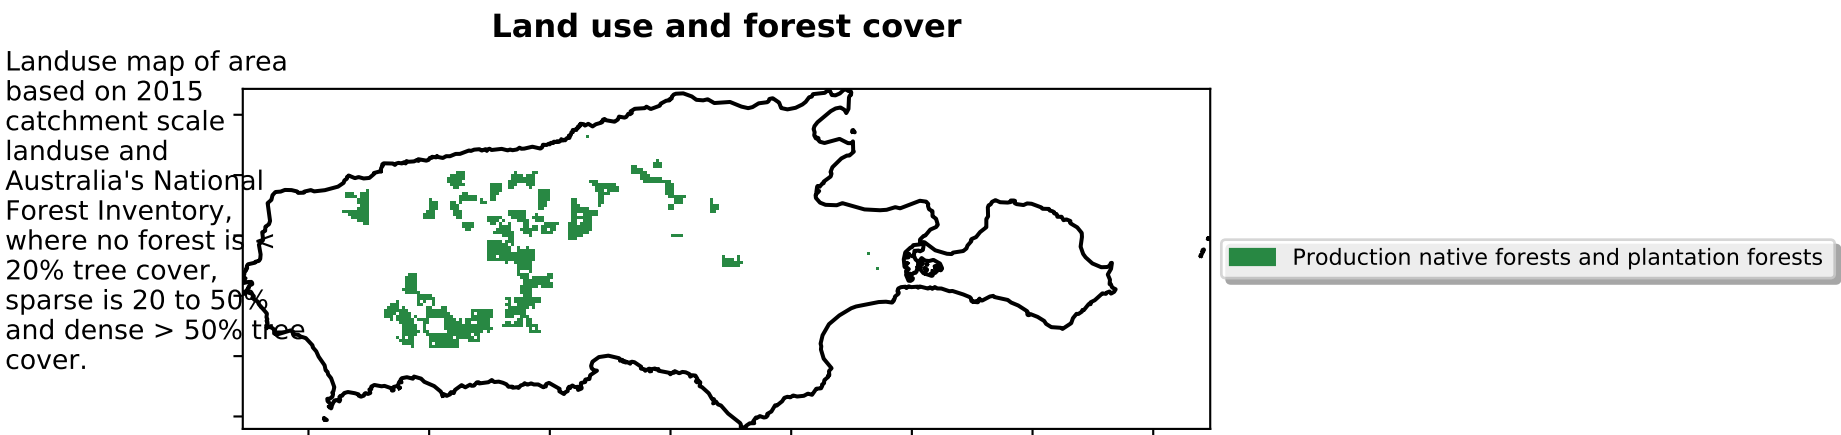 Land use and forest cover
Landuse map of area
based on 2015
catchment scale
landuse and
Australia's National
Forest Inventory,
where no forest is <
20% tree cover,
sparse is 20 to 50%
and dense > 50% tree
cover.
Production native forests and plantation forests